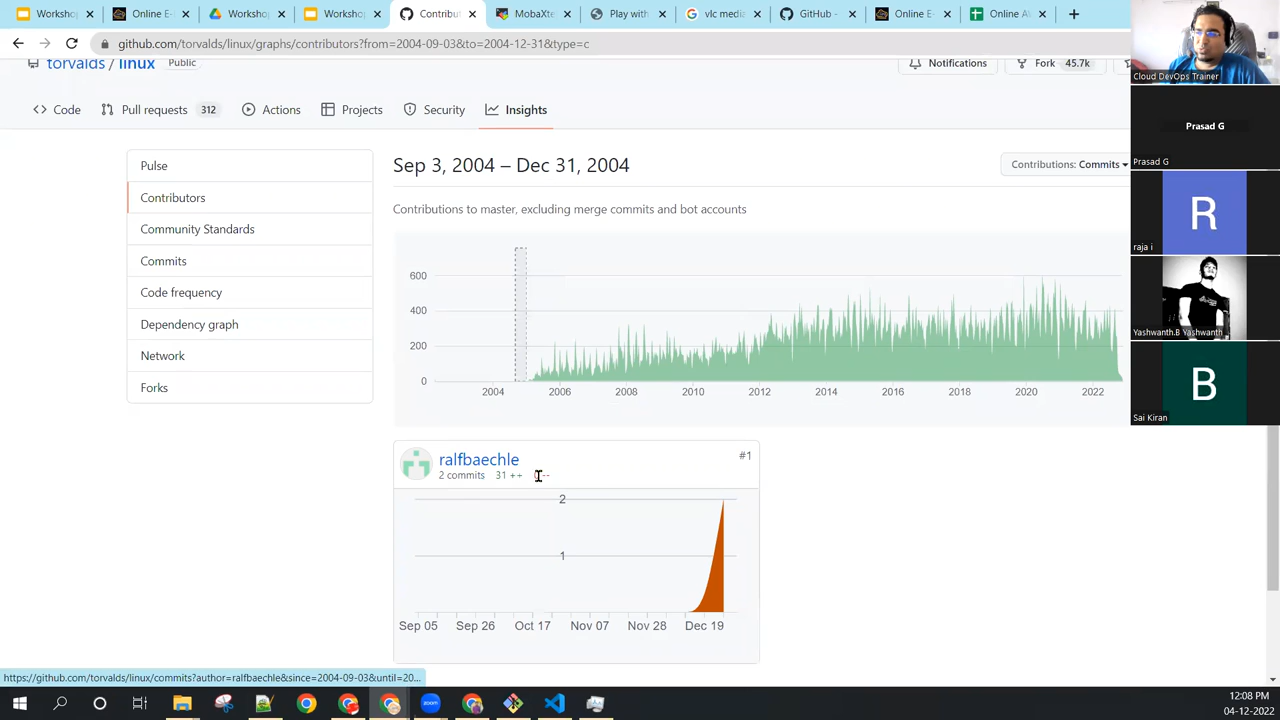 Workshop
Online E-
Workshop
Workshop
Contribut
MobaXt
Play with
vlc medi
GitHub -
Online E
Online A
github.com/torvalds/linux/graphs/contributors?from=2004-09-03&to=2004-12-31&type=c
torvalds / linux
Public
Notifications
Fork 45.7k
Code
Pull requests 312
Actions
Projects
Security
Insights
Pulse
Contributors
Community Standards
Commits
Code frequency
Dependency graph
Network
Forks
Sep 3, 2004 – Dec 31, 2004
Contributions: Commits
Contributions to master, excluding merge commits and bot accounts
600
400
200
0
2004 2006 2008 2010 2012 2014 2016 2018 2020 2022
ralfbaechle
#1
2 commits 31 ++ --
2
1
Sep 05 Sep 26 Oct 17 Nov 07 Nov 28 Dec 19
Cloud DevOps Trainer
Prasad G
Prasad G
R
raja i
Yashwanth.B Yashwanth
B
Sai Kiran
https://github.com/torvalds/linux/commits?author=ralfbaechle&since=2004-09-03&until=20...
zoom
12:08 PM
04-12-2022